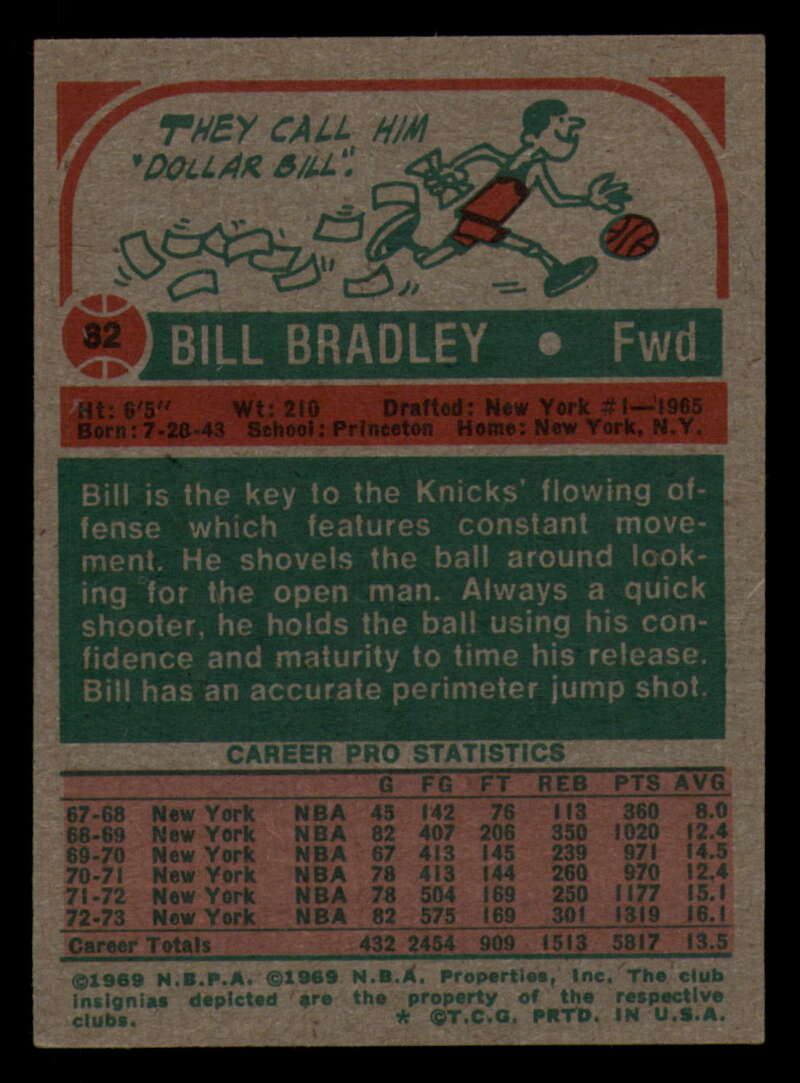 THEY CALL HIM
"DOLLAR BILL".
82
BILL BRADLEY • Fwd
Ht: 6'5" Wt: 210 Drafted: New York #1—1965
Born: 7-28-43 School: Princeton Home: New York, N.Y.
Bill is the key to the Knicks' flowing of-
fense which features constant move-
ment. He shovels the ball around look-
ing for the open man. Always a quick
shooter, he holds the ball using his con-
fidence and maturity to time his release.
Bill has an accurate perimeter jump shot.
CAREER PRO STATISTICS
G FG FT REB PTS AVG
67-68 New York NBA 45 142 76 113 360 8.0
68-69 New York NBA 82 407 206 350 1020 12.4
69-70 New York NBA 67 413 145 239 971 14.5
70-71 New York NBA 78 413 144 260 970 12.4
71-72 New York NBA 78 504 169 250 1177 15.1
72-73 New York NBA 82 575 169 301 1319 16.1
Career Totals 432 2454 909 1513 5817 13.5
©1969 N.B.P.A. ©1969 N.B.A. Properties, Inc. The club
insignias depicted are the property of the respective
clubs. * ©T.C.G. PRTD. IN U.S.A.